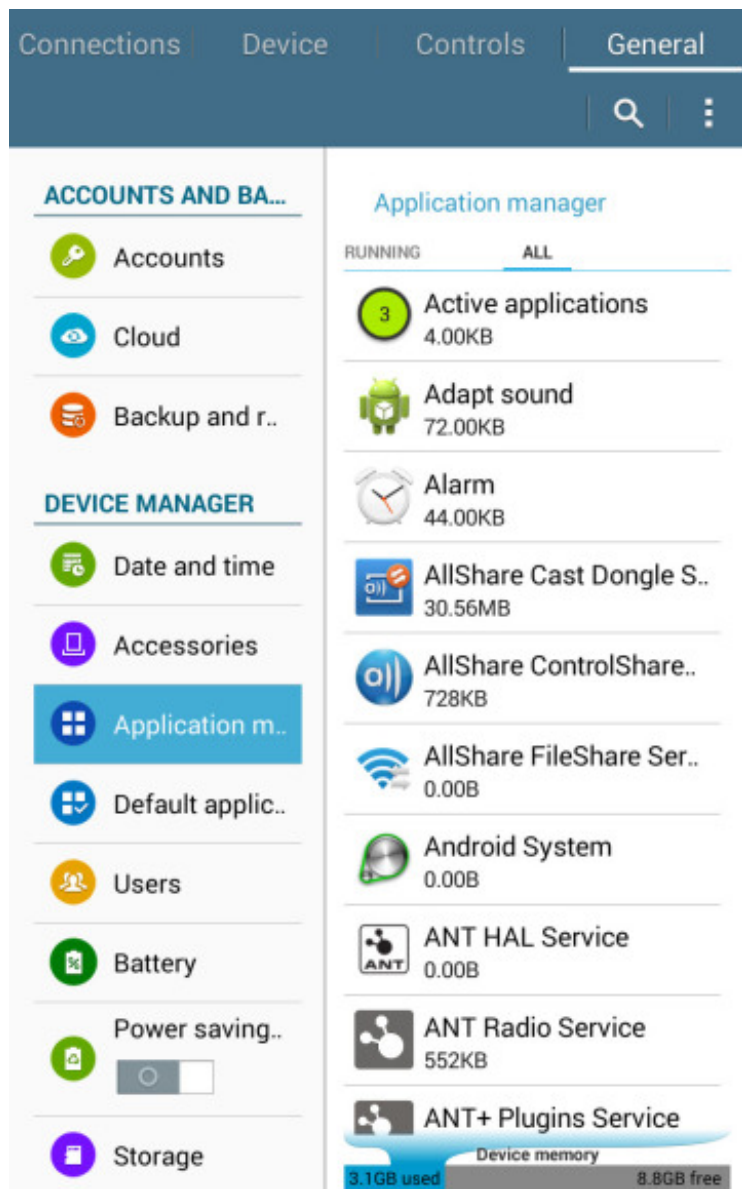 Connections Device Controls General
ACCOUNTS AND BA...
Accounts
Cloud
Backup and r..
DEVICE MANAGER
Date and time
Accessories
Application m..
Default applic..
Users
Battery
Power saving..
Storage
Application manager
RUNNING ALL
3
Active applications
4.00KB
Adapt sound
72.00KB
Alarm
44.00KB
AllShare Cast Dongle S..
30.56MB
AllShare ControlShare..
728KB
AllShare FileShare Ser..
0.00B
Android System
0.00B
ANT HAL Service
0.00B
ANT
ANT Radio Service
552KB
ANT+ Plugins Service
Device memory
3.1GB used 8.8GB free